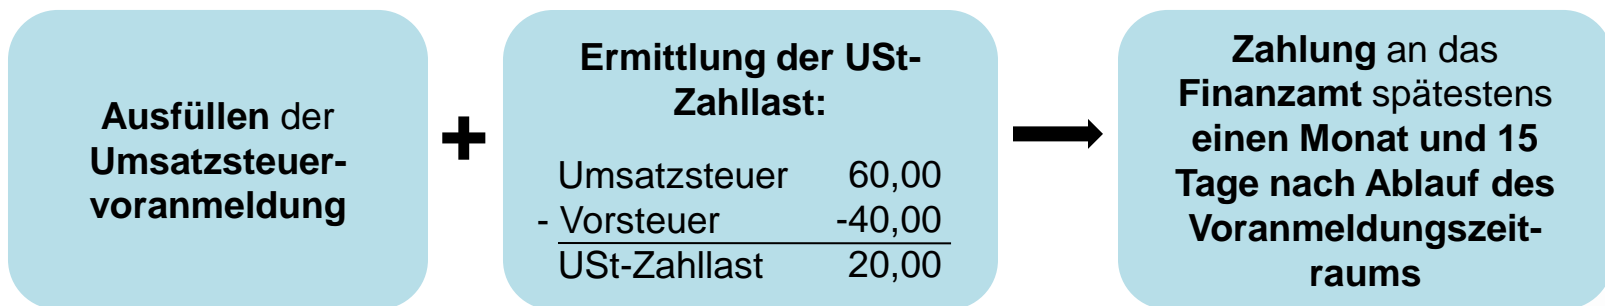 Ausfüllen der
Umsatzsteuer-
voranmeldung
+
Ermittlung der USt-
Zahllast:
Umsatzsteuer 60,00
- Vorsteuer -40,00
USt-Zahllast 20,00
Zahlung an das
Finanzamt spätestens
einen Monat und 15
Tage nach Ablauf des
Voranmeldungszeit-
raums